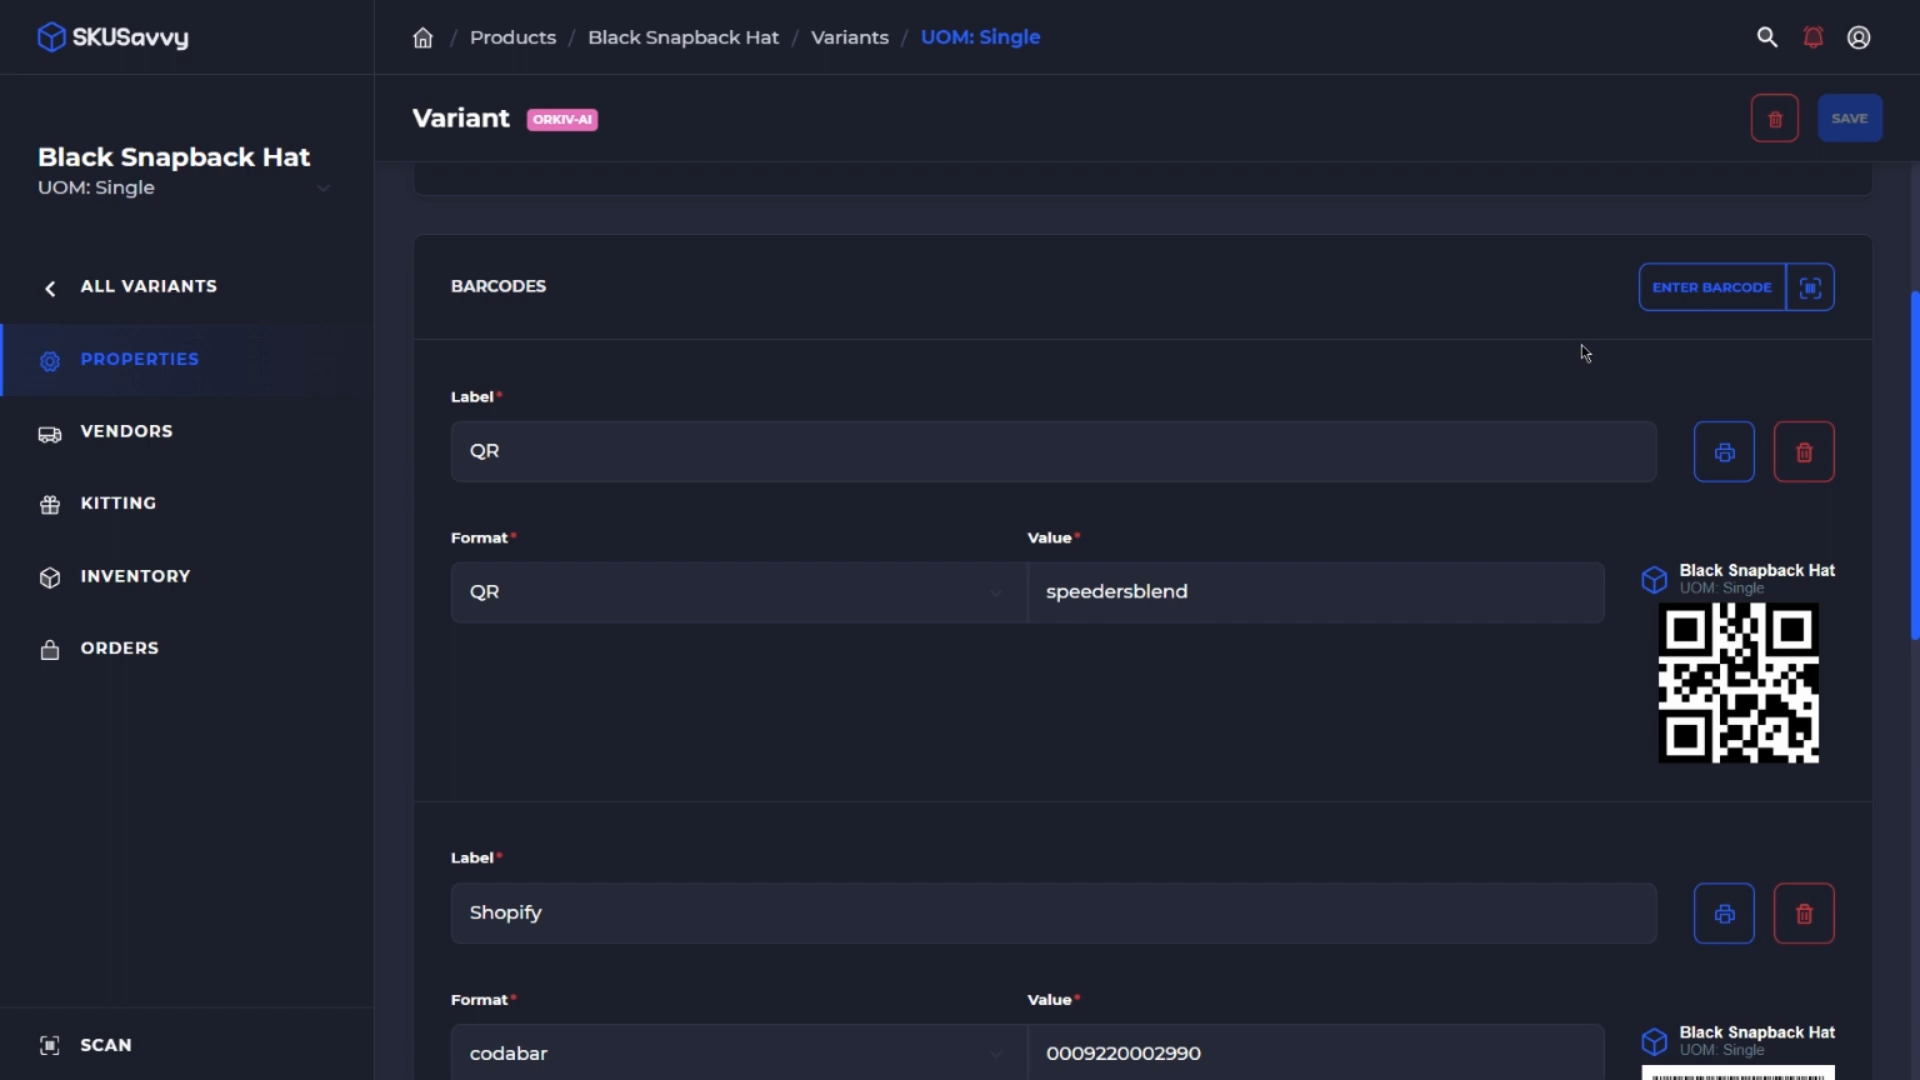 SKUSavvy
/ Products / Black Snapback Hat / Variants / UOM: Single
Variant ORKIV-AI
SAVE
Black Snapback Hat
UOM: Single
ALL VARIANTS
PROPERTIES
VENDORS
KITTING
INVENTORY
ORDERS
SCAN
BARCODES
ENTER BARCODE
Label*
QR
Format*
Value*
QR
speedersblend
Black Snapback Hat
UOM: Single
Label*
Shopify
Format*
Value*
codabar
0009220002990
Black Snapback Hat
UOM: Single